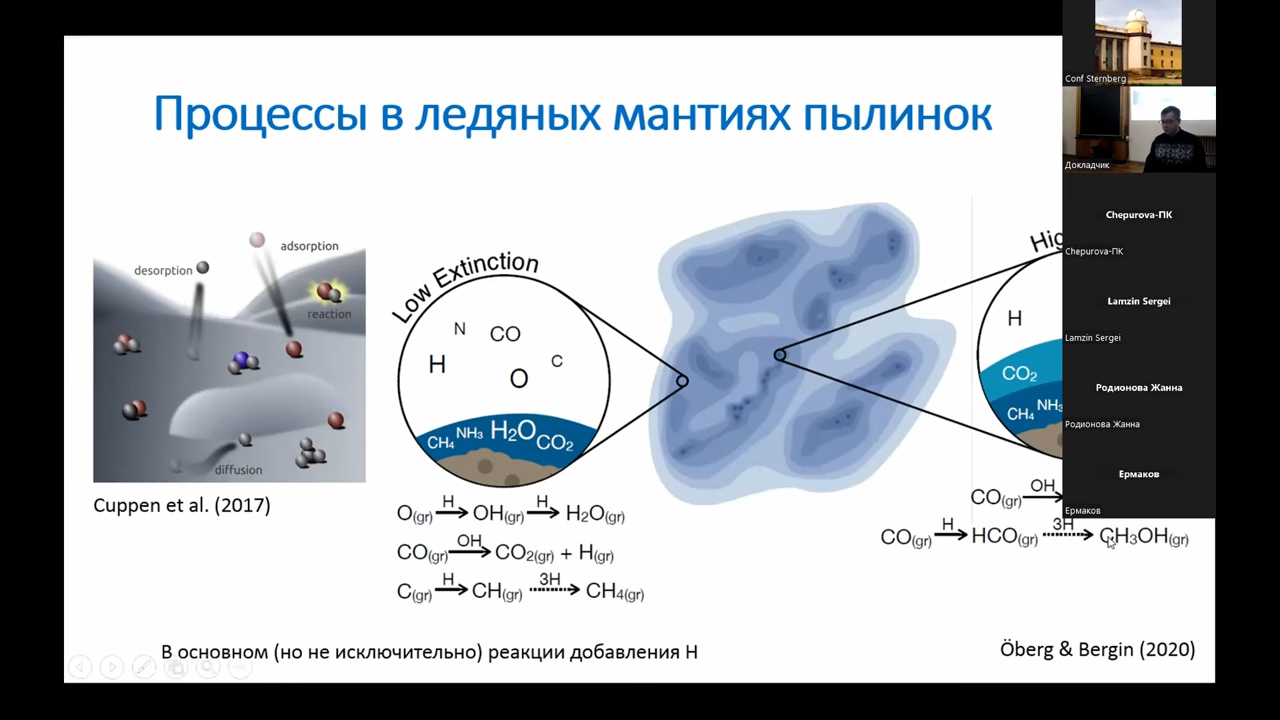 Процессы в ледяных мантиях пылинок
adsorption
desorption
reaction
diffusion
Cuppen et al. (2017)
Low Extinction
N
CO
H
C
O
CH₄
NH₃
H₂O
CO₂
O(gr) H→ OH(gr) H→ H₂O(gr)
CO(gr) OH→ CO₂(gr) + H(gr)
C(gr) H→ CH(gr) 3H→ CH₄(gr)
H
CO₂
CH₄
CO(gr) OH→
CO(gr) H→ HCO(gr) 3H→ CH₃OH(gr)
В основном (но не исключительно) реакции добавления H
Öberg & Bergin (2020)
Conf Sternberg
Докладчик
Chepurova-ПК
Chepurova-ПК
Lamzin Sergei
Lamzin Sergei
Родионова Жанна
Родионова Жанна
Ермаков
Ермаков